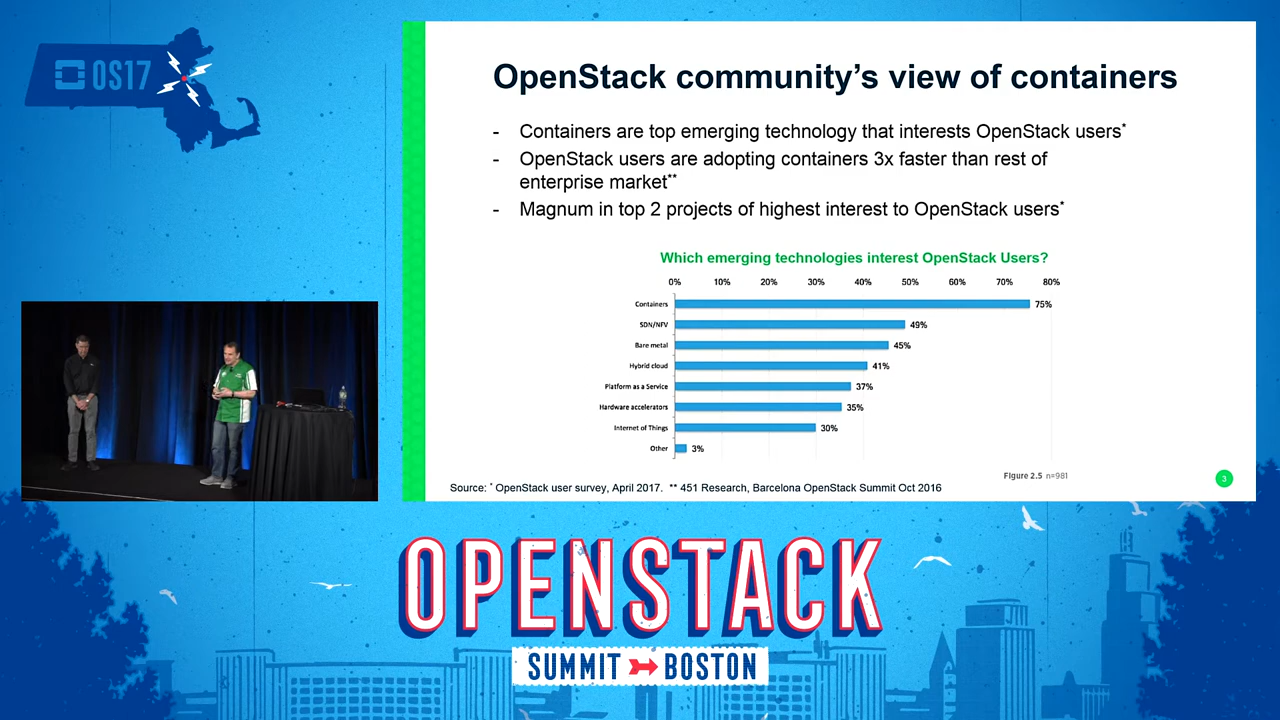 OS17
OpenStack community’s view of containers
- Containers are top emerging technology that interests OpenStack users*
- OpenStack users are adopting containers 3x faster than rest of
enterprise market**
- Magnum in top 2 projects of highest interest to OpenStack users*
Which emerging technologies interest OpenStack Users?
0% 10% 20% 30% 40% 50% 60% 70% 80%
Containers 75%
SDN/NFV 49%
Bare metal 45%
Hybrid cloud 41%
Platform as a Service 37%
Hardware accelerators 35%
Internet of Things 30%
Other 3%
Figure 2.5 n=981
3
Source: * OpenStack user survey, April 2017. ** 451 Research, Barcelona OpenStack Summit Oct 2016
OPENSTACK
SUMMIT BOSTON